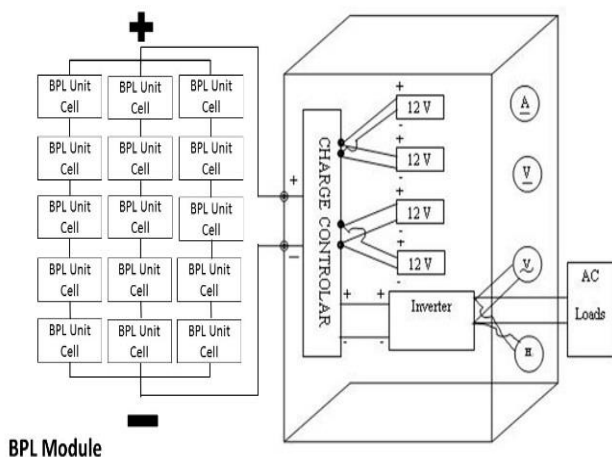 +
BPL Unit
Cell
BPL Unit
Cell
BPL Unit
Cell
BPL Unit
Cell
BPL Unit
Cell
BPL Unit
Cell
BPL Unit
Cell
BPL Unit
Cell
BPL Unit
Cell
BPL Unit
Cell
BPL Unit
Cell
BPL Unit
Cell
BPL Unit
Cell
BPL Unit
Cell
BPL Unit
Cell
−
BPL Module
+
−
CHARGE CONTROLAR
+
12 V
-
+
12 V
-
+
12 V
-
+
12 V
-
+ +
- -
Inverter
A
V
V
H
AC
Loads